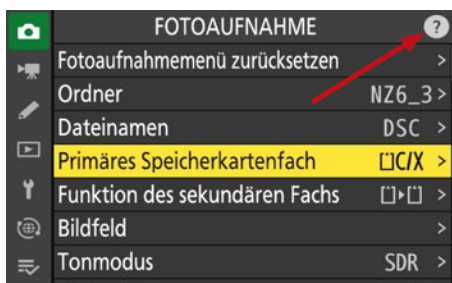 FOTOAUFNAHME ?
Fotoaufnahmemenü zurücksetzen >
Ordner NZ6_3 >
Dateinamen DSC >
Primäres Speicherkartenfach C/X >
Funktion des sekundären Fachs >
Bildfeld >
Tonmodus SDR >